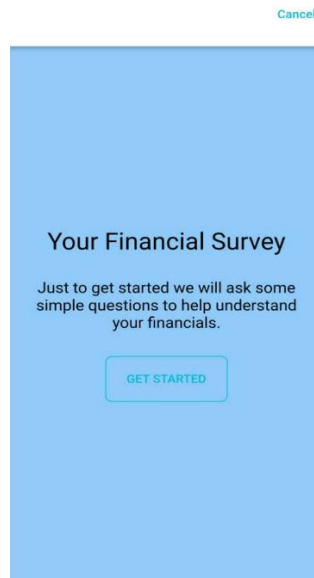 Cancel
Your Financial Survey
Just to get started we will ask some
simple questions to help understand
your financials.
GET STARTED